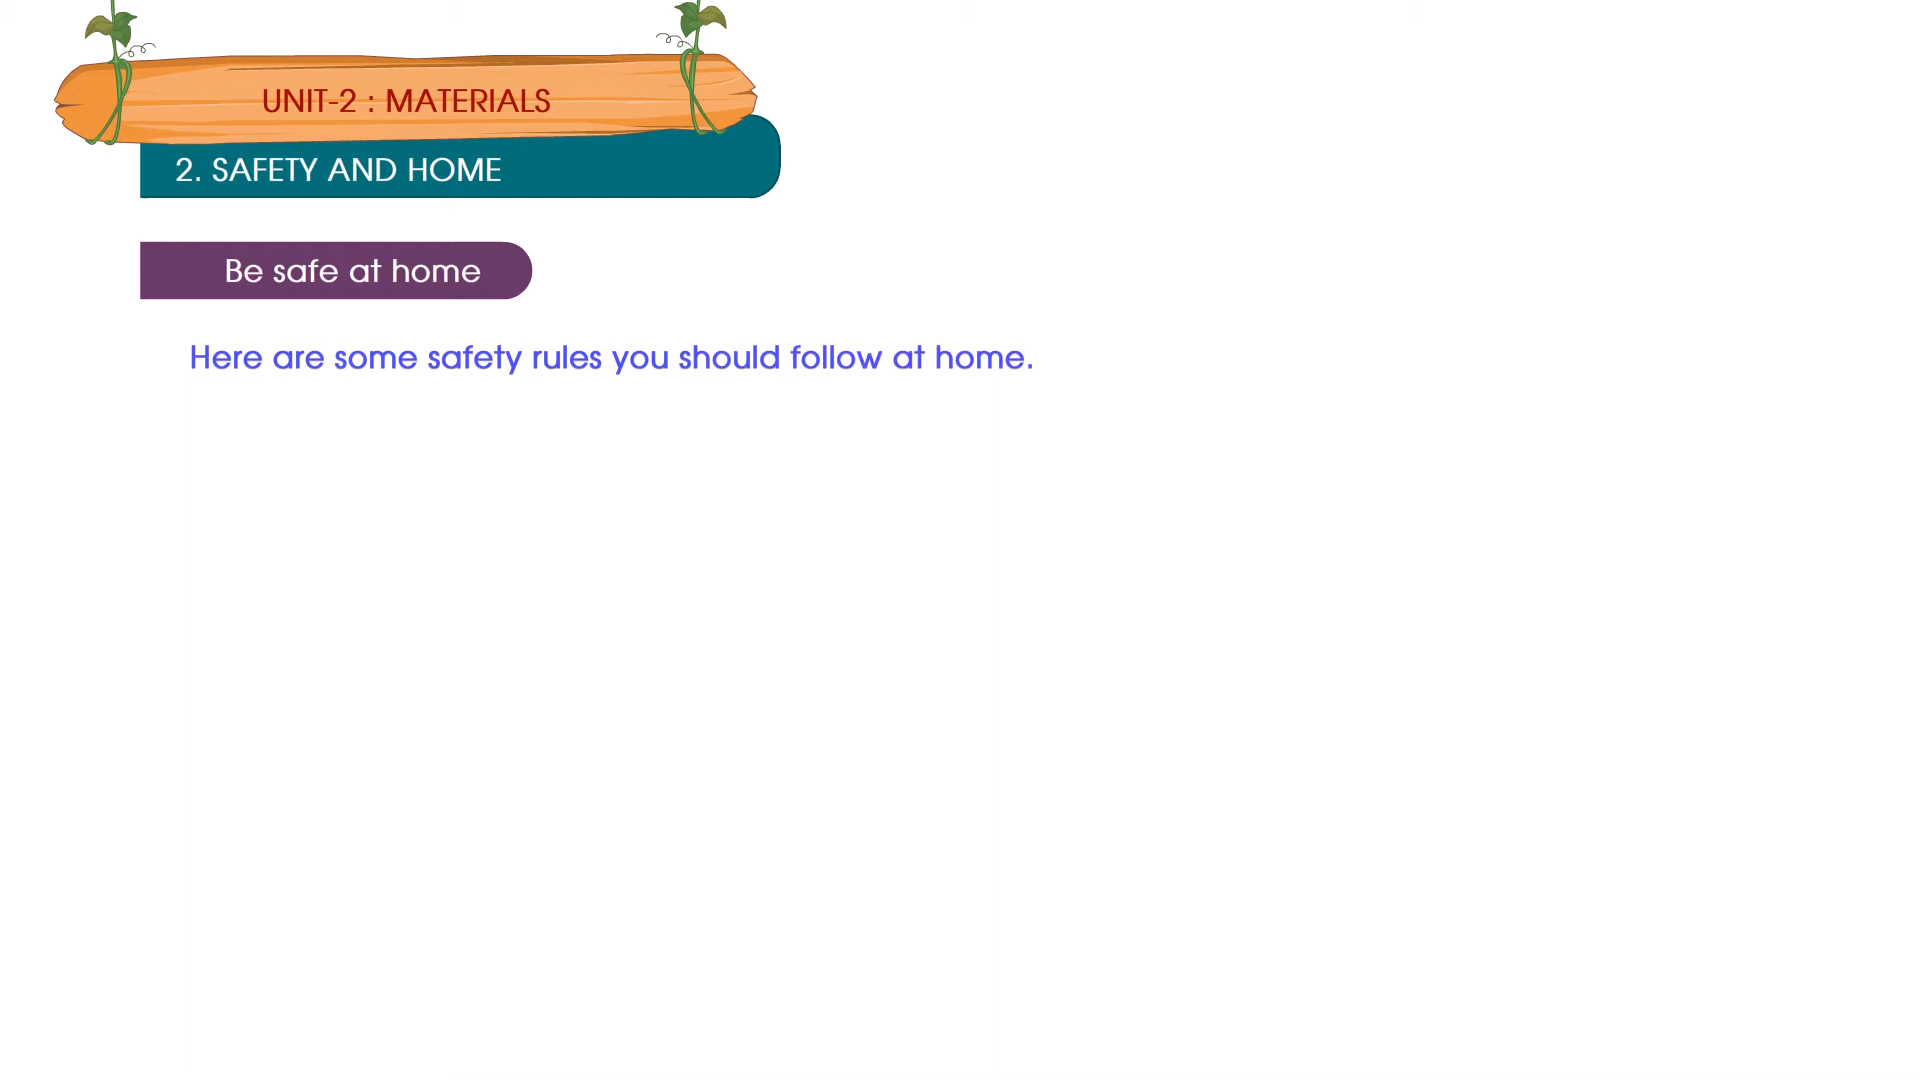 UNIT-2 : MATERIALS
2. SAFETY AND HOME
Be safe at home
Here are some safety rules you should follow at home.